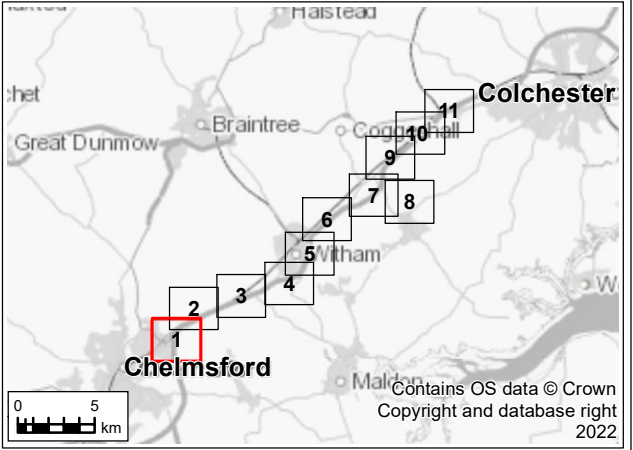 Halstead
chet
Colchester
11
Braintree
Coggeshall
10
Great Dunmow
9
7
8
6
Witham
5
4
3
2
1
Chelmsford
Maldon
Contains OS data © Crown
Copyright and database right
2022
0 5
km